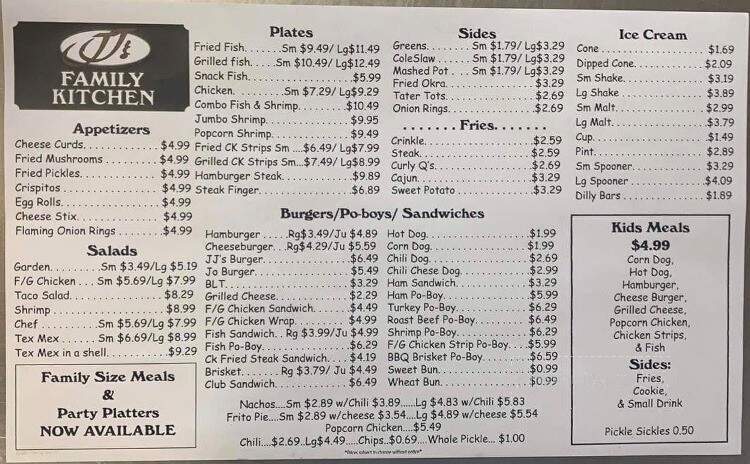 JJ's
FAMILY
KITCHEN
Appetizers
Cheese Curds. . . . . . . .$4.99
Fried Mushrooms . . . . .$4.99
Fried Pickles. . . . . . . . .$4.99
Crispitos . . . . . . . . . . . .$4.99
Egg Rolls. . . . . . . . . . . .$4.99
Cheese Stix. . . . . . . . . .$4.99
Flaming Onion Rings . . .$4.99
Salads
Garden. . . . . . . . Sm $3.49/Lg $5.19
F/G Chicken . . . Sm $5.69/Lg $7.99
Taco Salad. . . . . . . . . . . . . . .$8.29
Shrimp . . . . . . . . . . . . . . . . .$8.99
Chef . . . . . . . . Sm $5.69/Lg $7.99
Tex Mex . . . . . Sm $6.69/Lg $8.99
Tex Mex in a shell. . . . . . . . . .$9.29
Family Size Meals
&
Party Platters
NOW AVAILABLE
Plates
Fried Fish. . . . . .Sm $9.49/ Lg$11.49
Grilled fish. . . . .Sm $10.49/ Lg$12.49
Snack Fish. . . . . . . . . . . . . . . .$5.99
Chicken. . . . . . . .Sm $7.29/ Lg$9.29
Combo Fish & Shrimp. . . . . . . .$10.49
Jumbo Shrimp. . . . . . . . . . . . . .$9.95
Popcorn Shrimp. . . . . . . . . . . . .$9.49
Fried CK Strips Sm ....$6.49/ Lg$7.99
Grilled CK Strips Sm...$7.49/ Lg$8.99
Hamburger Steak. . . . . . . . . . . .$9.89
Steak Finger. . . . . . . . . . . . . . .$6.89
Sides
Greens. . . . . . . Sm $1.79/ Lg$3.29
ColeSlaw . . . . . Sm $1.79/ Lg$3.29
Mashed Pot . . . Sm $1.79/ Lg$3.29
Fried Okra. . . . . . . . . . . . . .$3.29
Tater Tots. . . . . . . . . . . . . .$2.69
Onion Rings. . . . . . . . . . . . .$2.69
. . . . . . . Fries. . . . . . .
Crinkle. . . . . . . . . . . . . . . .$2.59
Steak. . . . . . . . . . . . . . . . .$2.59
Curly Q's. . . . . . . . . . . . . .$2.69
Cajun. . . . . . . . . . . . . . . . .$3.29
Sweet Potato . . . . . . . . . . .$3.29
Ice Cream
Cone . . . . . . . . . . . . . . . .$1.69
Dipped Cone. . . . . . . . . . .$2.09
Sm Shake. . . . . . . . . . . . .$3.19
Lg Shake . . . . . . . . . . . . .$3.89
Sm Malt. . . . . . . . . . . . . .$2.99
Lg Malt. . . . . . . . . . . . . . .$3.79
Cup. . . . . . . . . . . . . . . . .$1.49
Pint. . . . . . . . . . . . . . . . .$2.89
Sm Spooner. . . . . . . . . . .$3.29
Lg Spooner . . . . . . . . . . .$4.09
Dilly Bars . . . . . . . . . . . .$1.89
Burgers/Po-boys/ Sandwiches
Hamburger . . . .Rg$3.49/Ju $4.89
Cheeseburger. . .Rg$4.29/Ju $5.59
JJ's Burger. . . . . . . . . . . . . .$6.49
Jo Burger. . . . . . . . . . . . . . .$5.49
BLT. . . . . . . . . . . . . . . . . . .$3.29
Grilled Cheese. . . . . . . . . . . .$2.29
F/G Chicken Sandwich. . . . . .$4.49
F/G Chicken Wrap. . . . . . . . .$4.99
Fish Sandwich. . Rg $3.99/Ju $4.99
Fish Po-Boy. . . . . . . . . . . . . .$6.29
Ck Fried Steak Sandwich. . . . .$4.19
Brisket. . . . . . . .Rg $3.79/ Ju $4.49
Club Sandwich. . . . . . . . . . . .$6.49
Hot Dog. . . . . . . . . . . . . .$1.99
Corn Dog. . . . . . . . . . . . .$1.99
Chili Dog. . . . . . . . . . . . .$2.69
Chili Chese Dog. . . . . . . . .$2.99
Ham Sandwich. . . . . . . . . .$3.29
Ham Po-Boy. . . . . . . . . . . .$5.99
Turkey Po-Boy. . . . . . . . . .$6.29
Roast Beef Po-Boy. . . . . . .$6.49
Shrimp Po-Boy. . . . . . . . . .$6.29
F/G Chicken Strip Po-Boy. . .$5.99
BBQ Brisket Po-Boy. . . . . . .$6.59
Sweet Bun. . . . . . . . . . . . .$0.99
Wheat Bun. . . . . . . . . . . . .$0.99
Nachos....Sm $2.89 w/Chili $3.89.....Lg $4.83 w/Chili $5.83
Frito Pie....Sm $2.89 w/cheese $3.54....Lg $4.89 w/cheese $5.54
Popcorn Chicken....$5.49
Chili....$2.69..Lg$4.49.....Chips..$0.69....Whole Pickle... $1.00
*Prices subject to change without notice*
Kids Meals
$4.99
Corn Dog,
Hot Dog,
Hamburger,
Cheese Burger,
Grilled Cheese,
Popcorn Chicken,
Chicken Strips,
& Fish
Sides:
Fries,
Cookie,
& Small Drink
Pickle Sickles 0.50